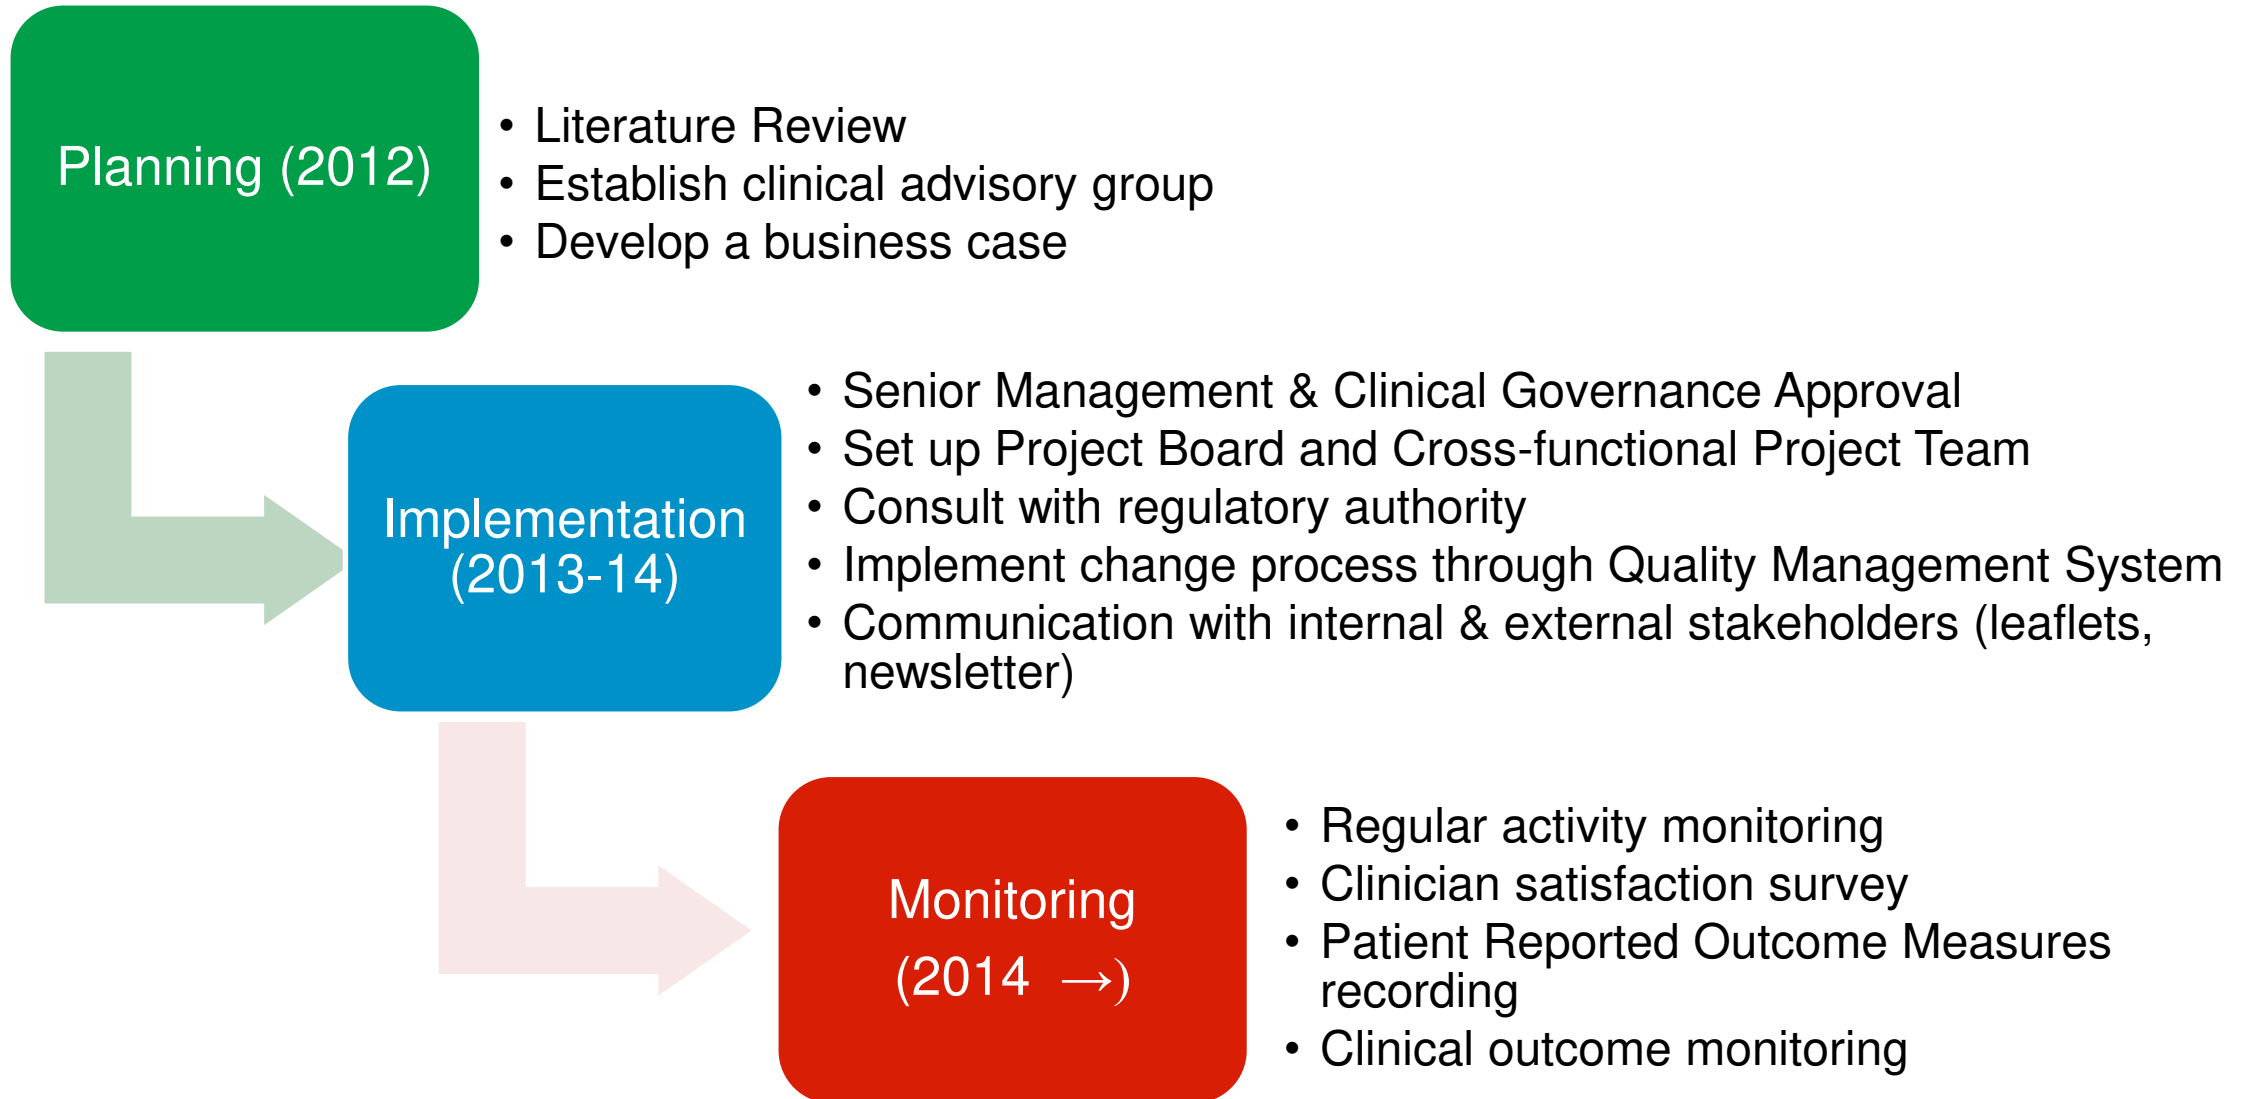 Planning (2012)
• Literature Review
• Establish clinical advisory group
• Develop a business case
Implementation
(2013-14)
• Senior Management & Clinical Governance Approval
• Set up Project Board and Cross-functional Project Team
• Consult with regulatory authority
• Implement change process through Quality Management System
• Communication with internal & external stakeholders (leaflets,
newsletter)
Monitoring
(2014 →)
• Regular activity monitoring
• Clinician satisfaction survey
• Patient Reported Outcome Measures
recording
• Clinical outcome monitoring